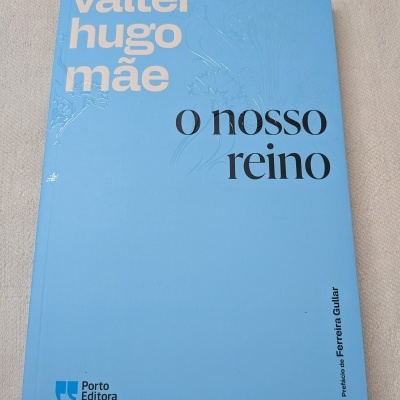 valter
hugo
mãe
o nosso
reino
Prefácio de Ferreira Gullar
Porto
Editora